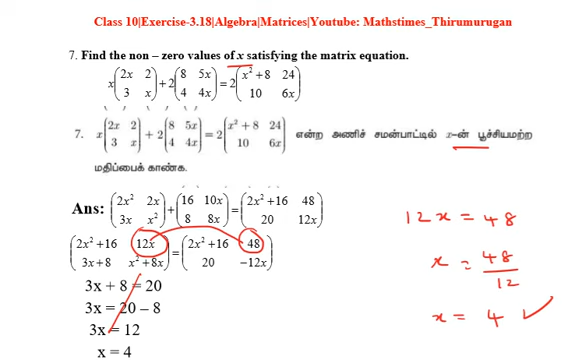 Class 10|Exercise-3.18|Algebra|Matrices|Youtube: Mathstimes_Thirumurugan
7. Find the non – zero values of x satisfying the matrix equation.
x(2x 2; 3 x)+2(8 5x; 4 4x)=2(x²+8 24; 10 6x)
7. x(2x 2; 3 x) + 2(8 5x; 4 4x) = 2(x² + 8 24; 10 6x) என்ற அணிச் சமன்பாட்டில் x-ன் பூச்சியமற்ற
மதிப்பைக் காண்க.
Ans: (2x² 2x; 3x x²)+(16 10x; 8 8x)=(2x²+16 48; 20 12x)
(2x²+16 12x; 3x+8 x²+8x)=(2x²+16 48; 20 -12x)
3x + 8 = 20
3x = 20 – 8
3x = 12
x = 4
12x = 48
x = 48/12
x = 4 ✓